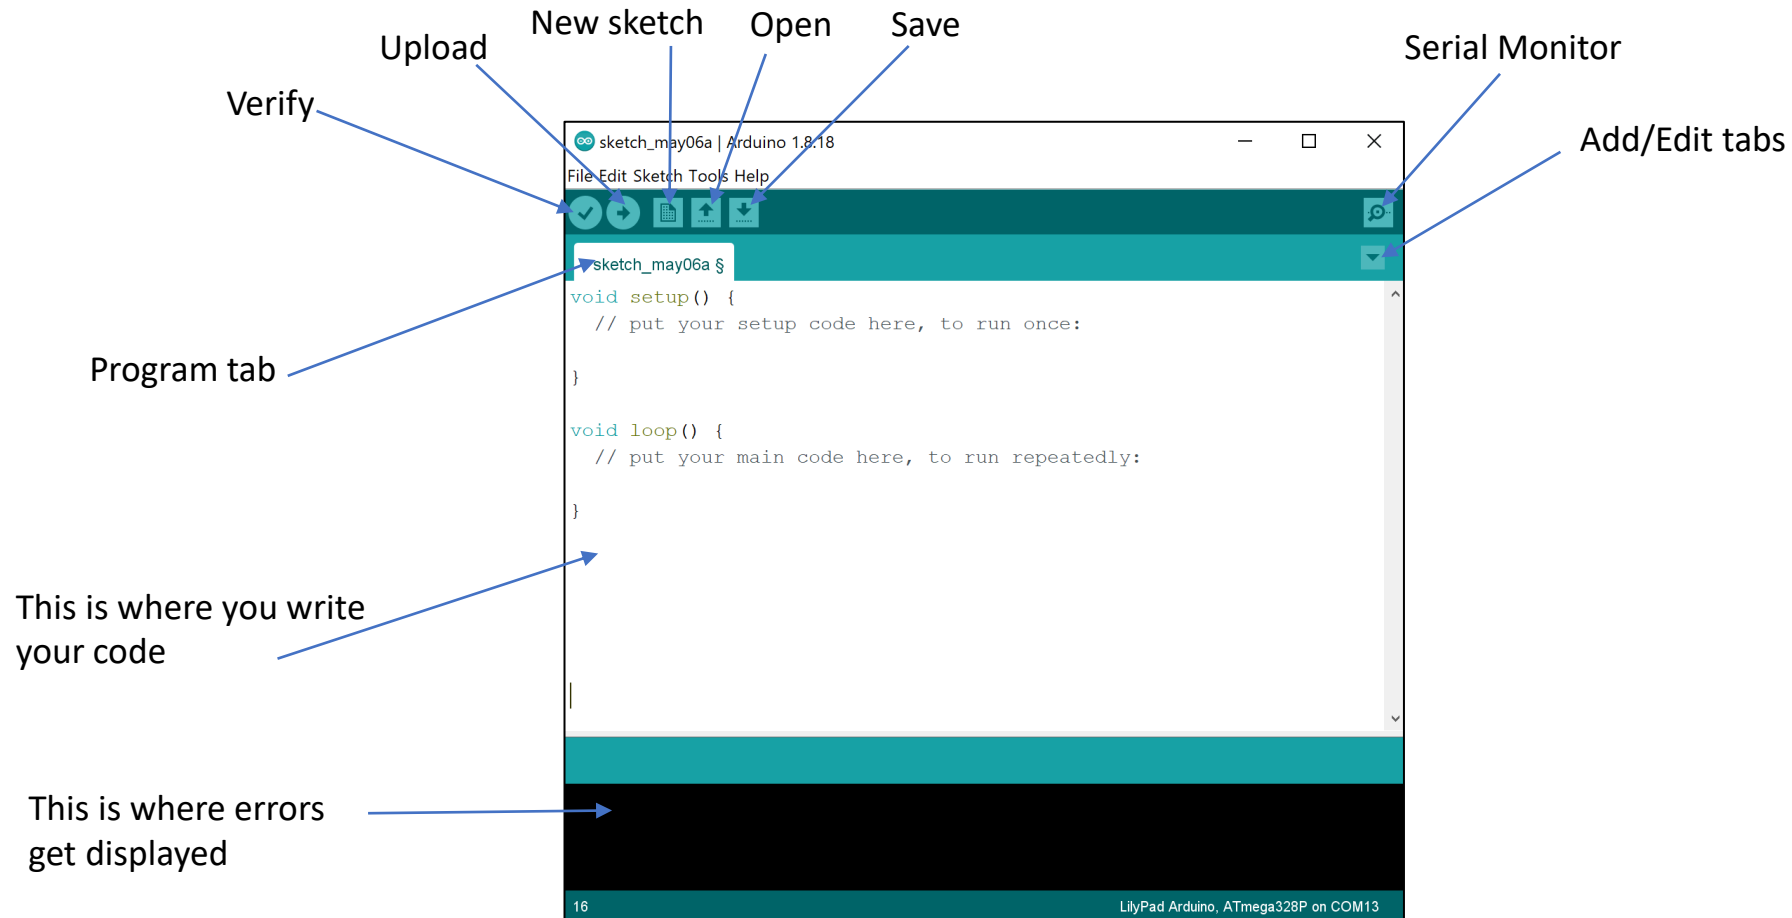 New sketch
Open
Save
Upload
Serial Monitor
Verify
Add/Edit tabs
sketch_may06a | Arduino 1.8.18
File Edit Sketch Tools Help
sketch_may06a §
void setup() {
// put your setup code here, to run once:
}
Program tab
void loop() {
// put your main code here, to run repeatedly:
}
This is where you write
your code
This is where errors
get displayed
16
LilyPad Arduino, ATmega328P on COM13